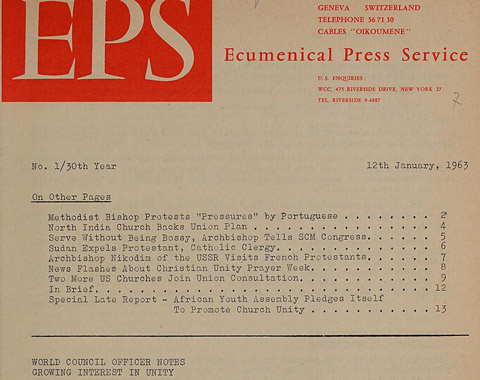 EPS
GENEVA SWITZERLAND
TELEPHONE 36 71 30
CABLES "OIKOUMENE"
Ecumenical Press Service
U.S. ENQUIRIES:
WCC, 475 RIVERSIDE DRIVE, NEW YORK 27
TEL. RIVERSIDE 9-4887
No. 1/30th Year 12th January, 1963
On Other Pages
Methodist Bishop Protests "Pressures" by Portuguese . . . . . . . . . 2
North India Church Backs Union Plan . . . . . . . . . . . . . . . . . 4
Serve Without Being Bossy, Archbishop Tells SCM Congress. . . . . . . 5
Sudan Expels Protestant, Catholic Clergy. . . . . . . . . . . . . . . 6
Archbishop Nikodim of the USSR Visits French Protestants. . . . . . . 7
News Flashes About Christian Unity Prayer Week. . . . . . . . . . . . 8
Two More US Churches Join Union Consultation. . . . . . . . . . . . . 9
In Brief. . . . . . . . . . . . . . . . . . . . . . . . . . . . . . . 12
Special Late Report - African Youth Assembly Pledges Itself
To Promote Church Unity . . . . . . . . . . . 13
WORLD COUNCIL OFFICER NOTES
GROWING INTEREST IN UNITY